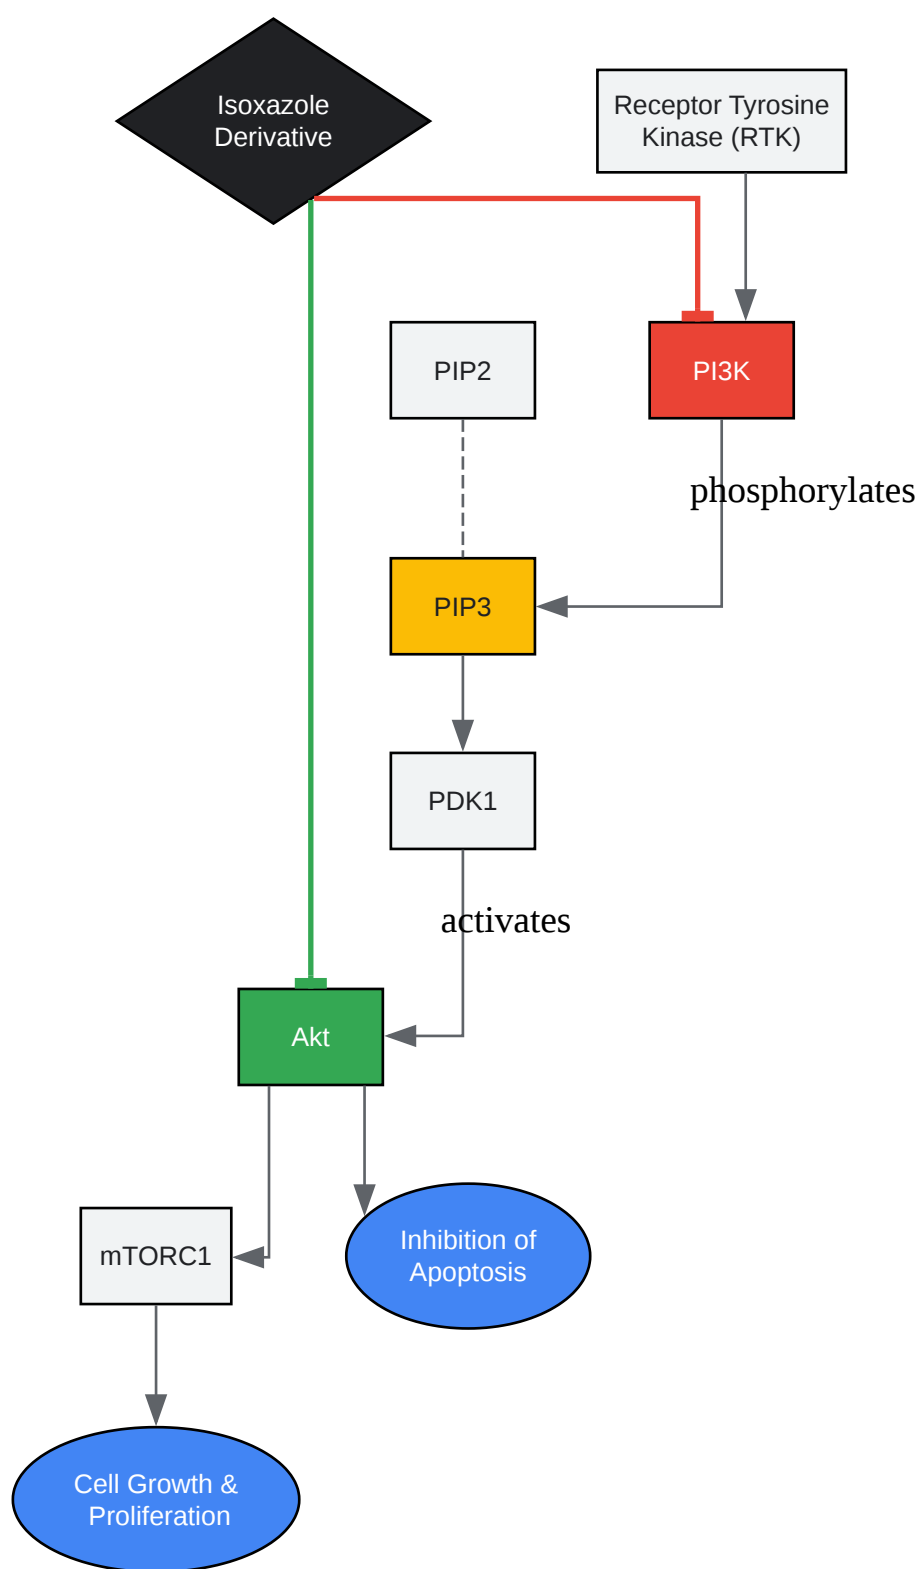 Isoxazole
Derivative
Receptor Tyrosine
Kinase (RTK)
PIP2
PI3K
phosphorylates
PIP3
PDK1
activates
Akt
mTORC1
Inhibition of
Apoptosis
Cell Growth &
Proliferation